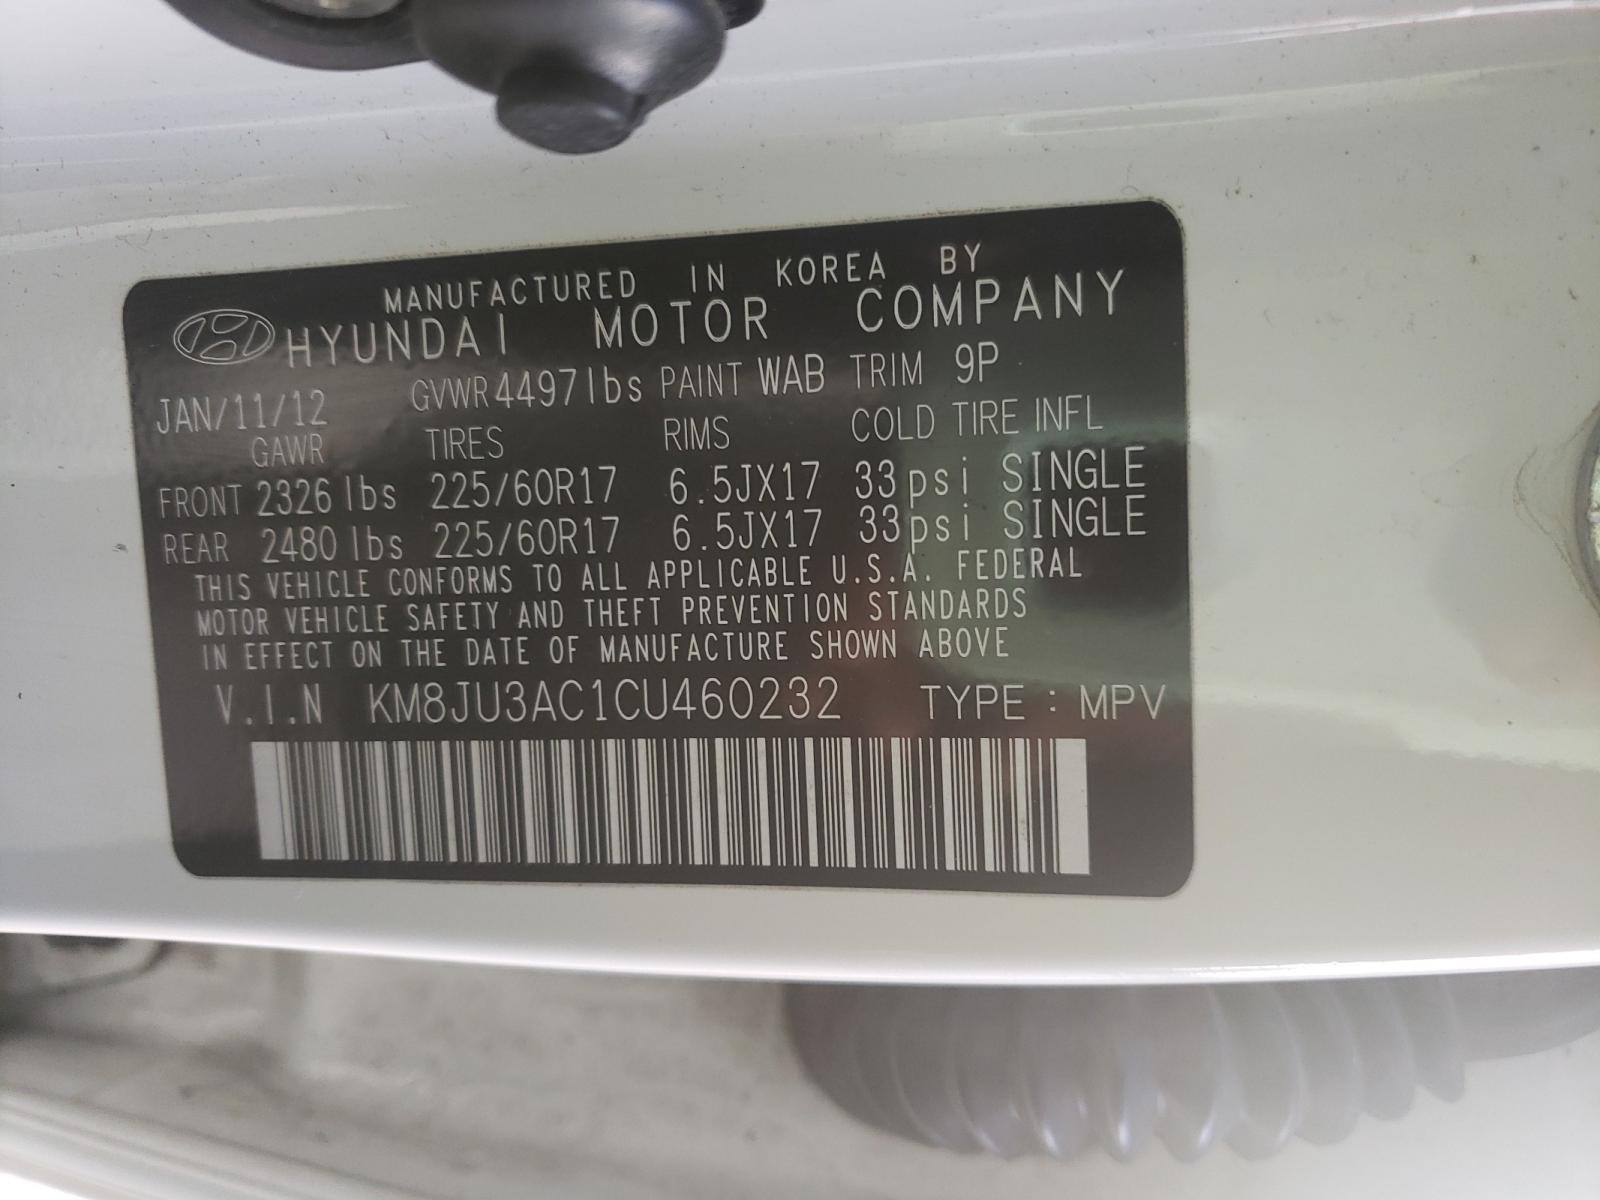 MANUFACTURED IN KOREA BY
HYUNDAI MOTOR COMPANY
JAN/11/12 GVWR 4497lbs PAINT WAB TRIM 9P
GAWR TIRES RIMS COLD TIRE INFL
FRONT 2326 lbs 225/60R17 6.5JX17 33psi SINGLE
REAR 2480 lbs 225/60R17 6.5JX17 33psi SINGLE
THIS VEHICLE CONFORMS TO ALL APPLICABLE U.S.A. FEDERAL
MOTOR VEHICLE SAFETY AND THEFT PREVENTION STANDARDS
IN EFFECT ON THE DATE OF MANUFACTURE SHOWN ABOVE
V.I.N KM8JU3AC1CU460232 TYPE : MPV